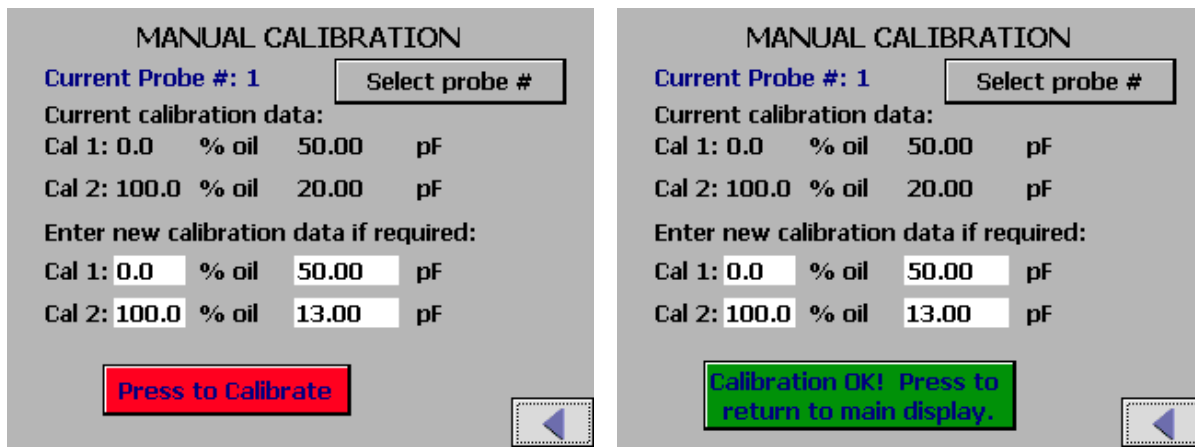 MANUAL CALIBRATION
Current Probe #: 1 Select probe #
Current calibration data:
Cal 1: 0.0 % oil 50.00 pF
Cal 2: 100.0 % oil 20.00 pF
Enter new calibration data if required:
Cal 1: 0.0 % oil 50.00 pF
Cal 2: 100.0 % oil 13.00 pF
Press to Calibrate
MANUAL CALIBRATION
Current Probe #: 1 Select probe #
Current calibration data:
Cal 1: 0.0 % oil 50.00 pF
Cal 2: 100.0 % oil 20.00 pF
Enter new calibration data if required:
Cal 1: 0.0 % oil 50.00 pF
Cal 2: 100.0 % oil 13.00 pF
Calibration OK! Press to
return to main display.